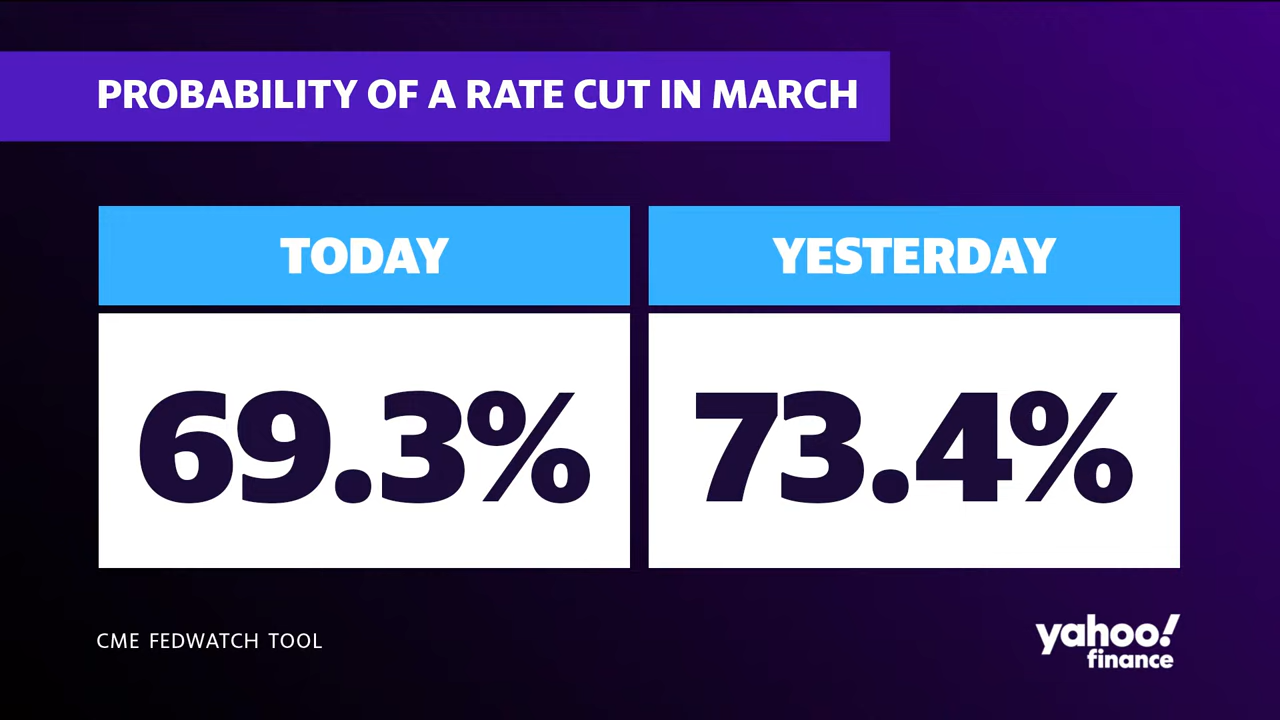 PROBABILITY OF A RATE CUT IN MARCH
TODAY
YESTERDAY
69.3%
73.4%
CME FEDWATCH TOOL
yahoo!
finance